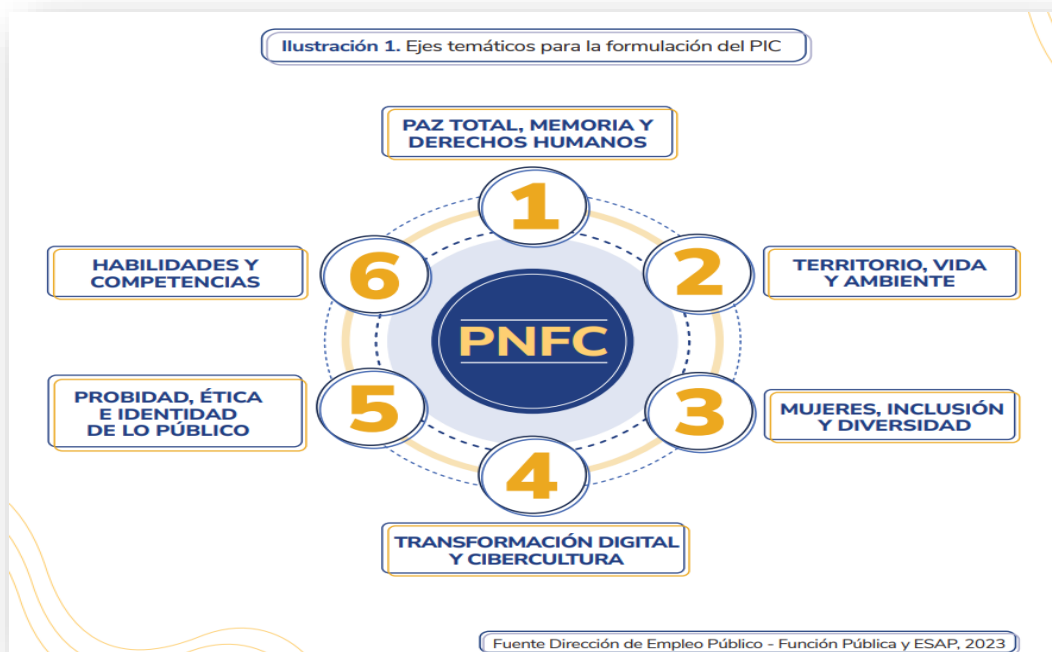 Ilustración 1. Ejes temáticos para la formulación del PIC
PAZ TOTAL, MEMORIA Y
DERECHOS HUMANOS
1
2
TERRITORIO, VIDA
Y AMBIENTE
3
MUJERES, INCLUSIÓN
Y DIVERSIDAD
4
TRANSFORMACIÓN DIGITAL
Y CIBERCULTURA
5
PROBIDAD, ÉTICA
E IDENTIDAD
DE LO PÚBLICO
6
HABILIDADES Y
COMPETENCIAS
PNFC
Fuente Dirección de Empleo Público - Función Pública y ESAP, 2023